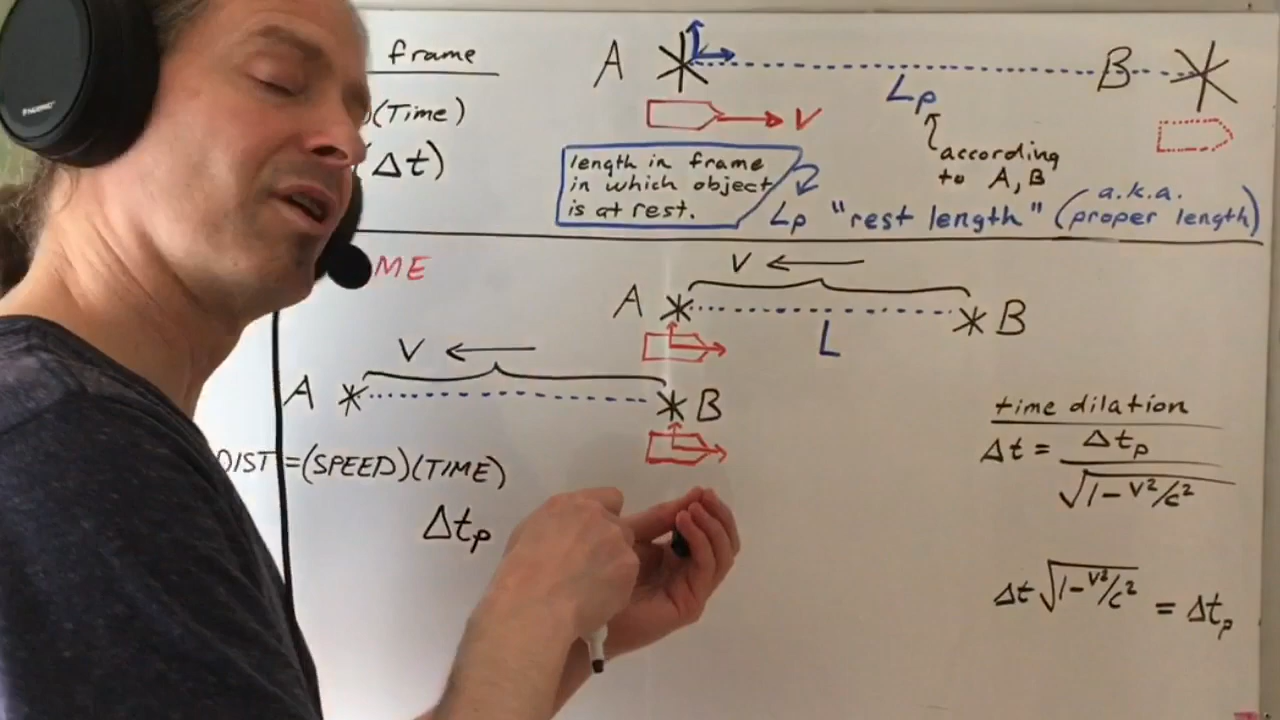 frame
(Time)
(Δt)
A
B
V
Lp
according
to A, B
length in frame
in which object
is at rest.
Lp "rest length" (a.k.a.
proper length)
ME
V
A
B
L
V
A
B
DIST =(SPEED)(TIME)
Δtp
time dilation
Δt = Δtp / √1-V²/c²
Δt√1-V²/c² = Δtp